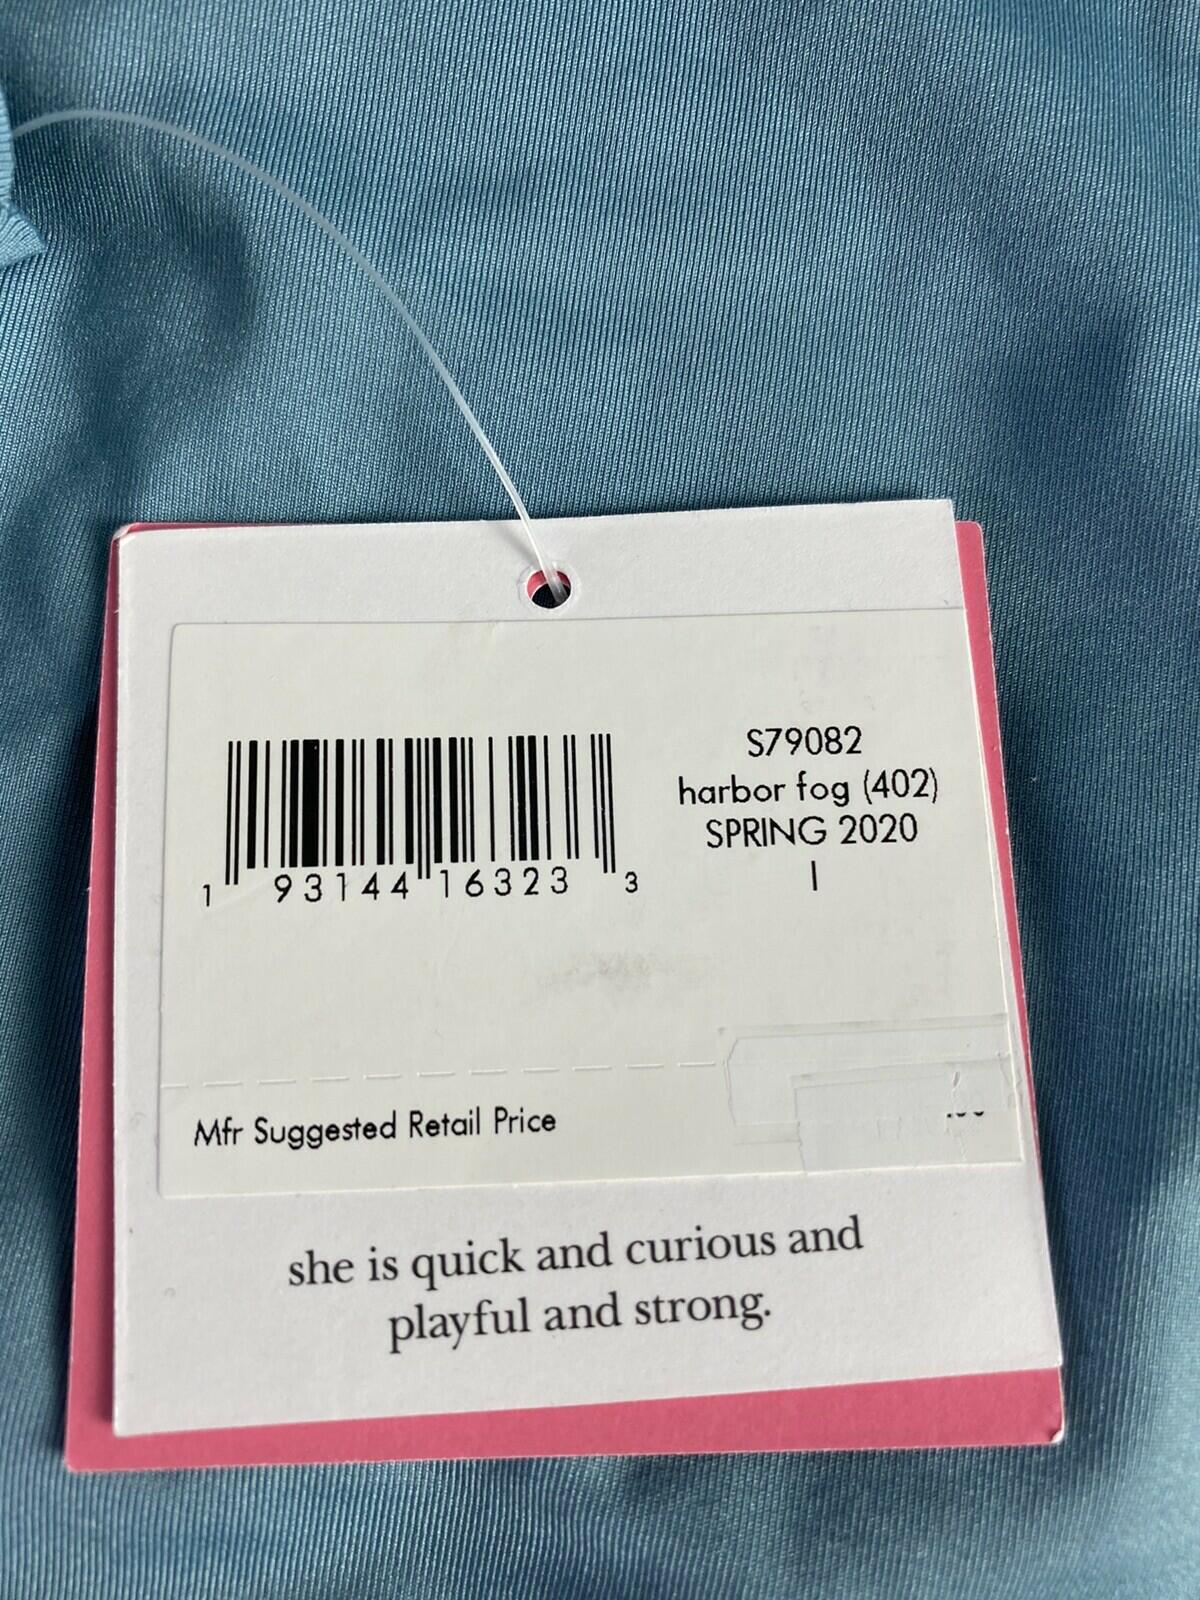 S79082
harbor fog (402)
SPRING 2020
l
1 93144 16323 3
Mfr Suggested Retail Price
she is quick and curious and
playful and strong.